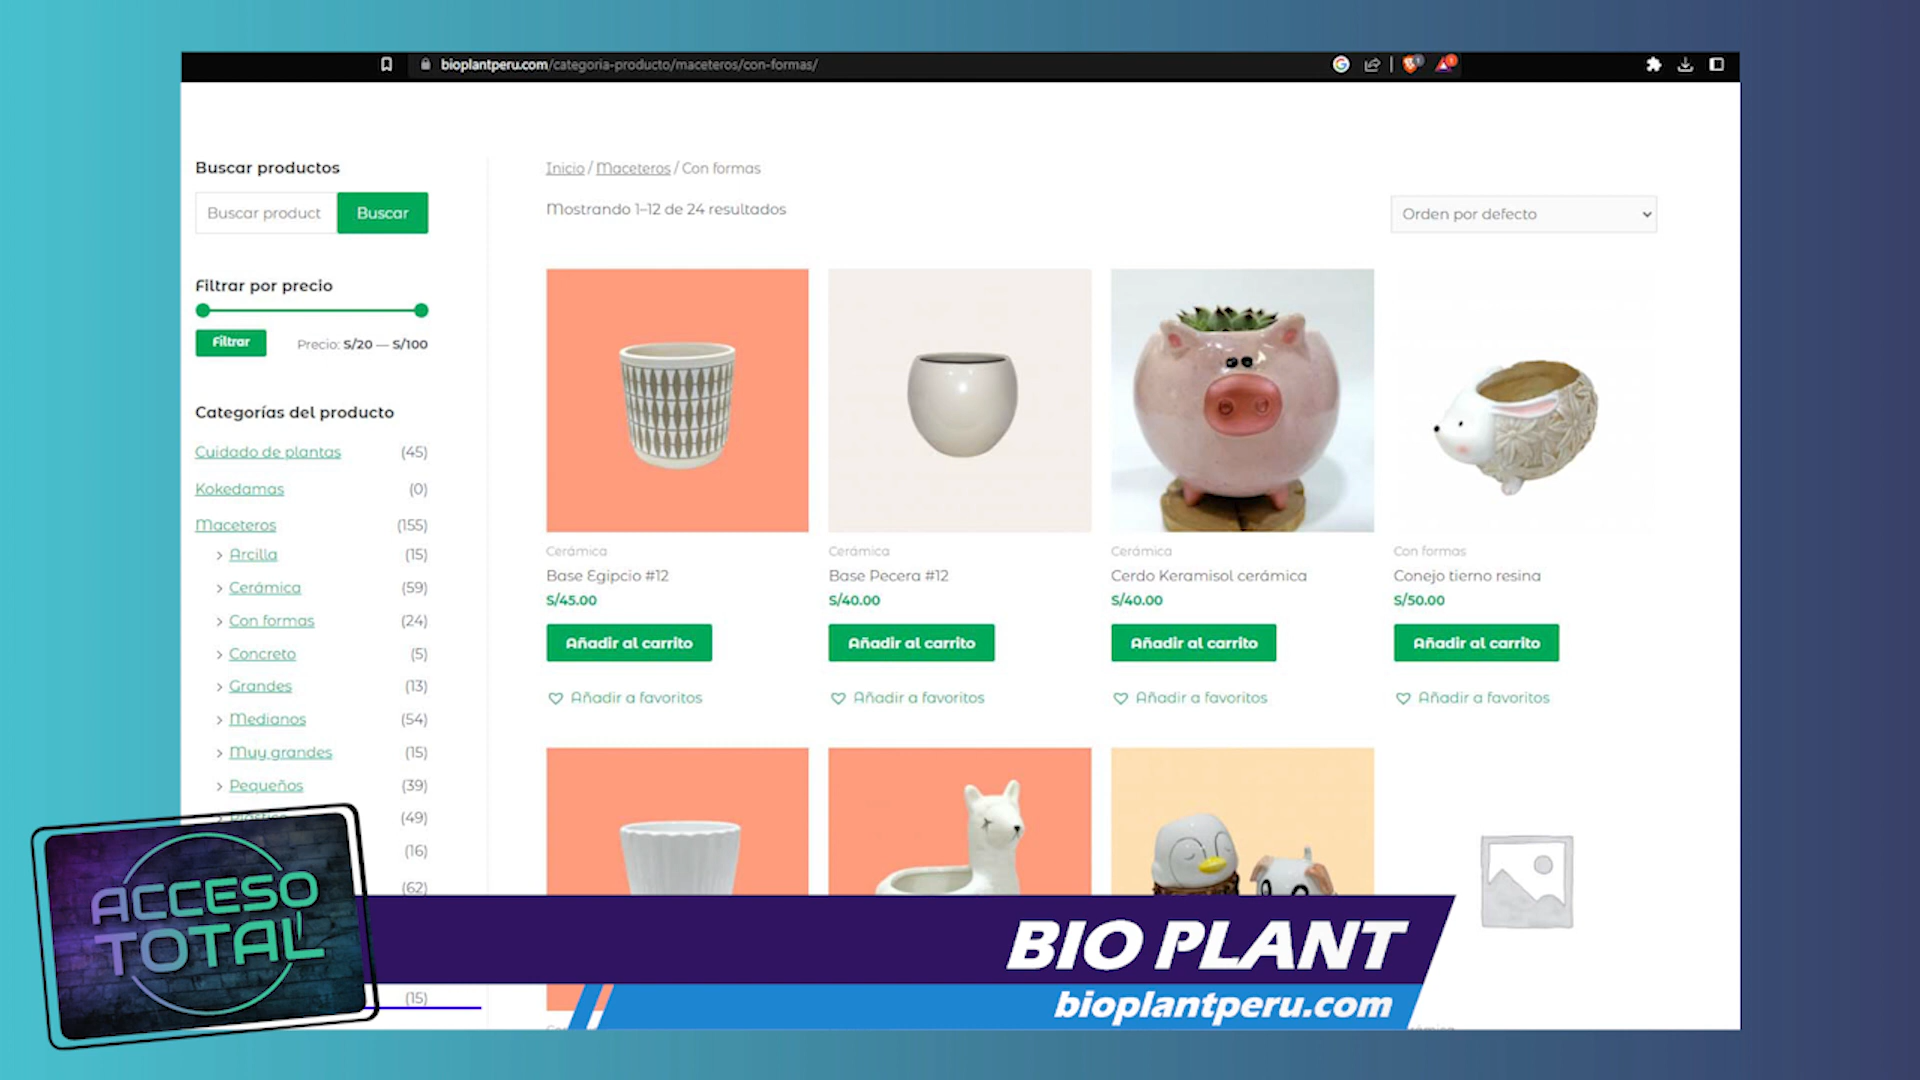 bioplantperu.com/categoria-producto/maceteros/con-formas/
Buscar productos
Buscar product
Buscar
Filtrar por precio
Filtrar
Precio: S/20 — S/100
Categorías del producto
Cuidado de plantas (45)
Kokedamas (0)
Maceteros (155)
Arcilla (15)
Cerámica (59)
Con formas (24)
Concreto (5)
Grandes (13)
Medianos (54)
Muy grandes (15)
Pequeños (39)
(49)
(16)
(62)
(15)
Inicio / Maceteros / Con formas
Mostrando 1–12 de 24 resultados
Orden por defecto
Cerámica
Base Egipcio #12
S/45.00
Añadir al carrito
Añadir a favoritos
Cerámica
Base Pecera #12
S/40.00
Añadir al carrito
Añadir a favoritos
Cerámica
Cerdo Keramisol cerámica
S/40.00
Añadir al carrito
Añadir a favoritos
Con formas
Conejo tierno resina
S/50.00
Añadir al carrito
Añadir a favoritos
ACCESO
TOTAL
BIO PLANT
bioplantperu.com